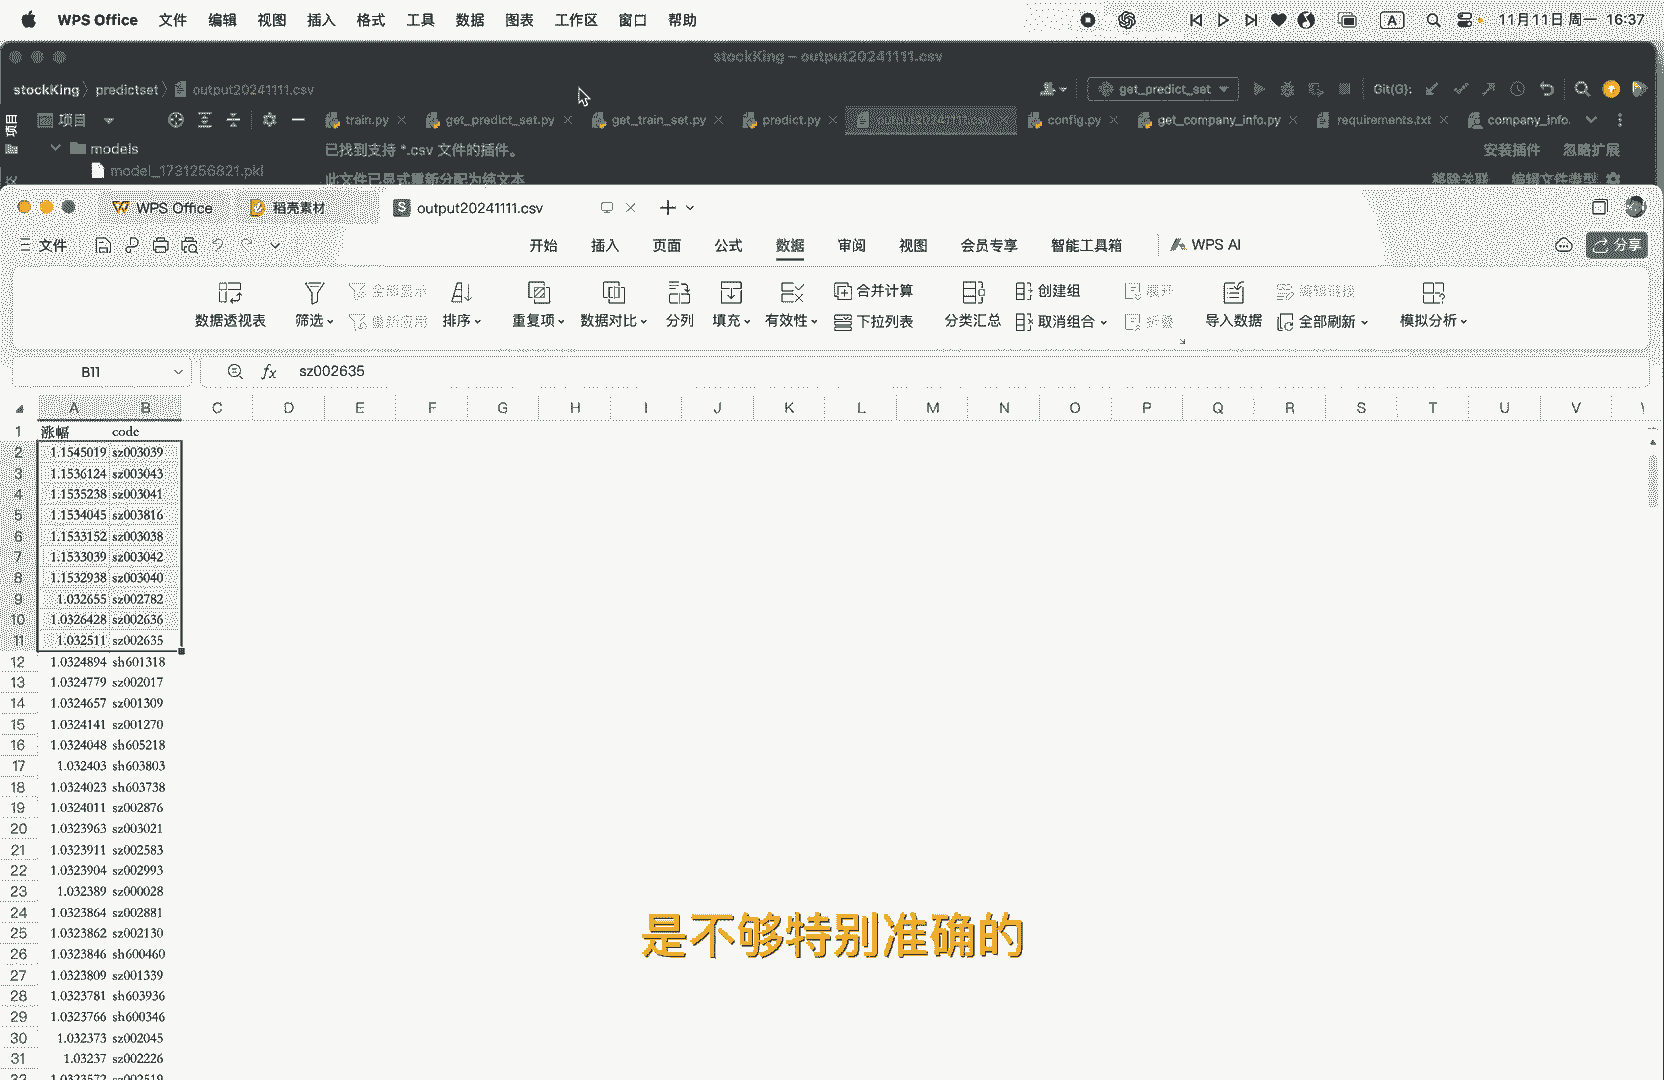 WPS Office 文件 编辑 视图 插入 格式 工具 数据 图表 工作区 窗口 帮助 A 11月11日 周一 16:37
stockKing – output20241111.csv
stockKing 〉 predictset 〉 output20241111.csv get_predict_set Git(G):
项目 项目 train.py get_predict_set.py get_train_set.py predict.py output20241111.csv config.py get_company_info.py requirements.txt company_info.
models 已找到支持 *.csv 文件的插件。 安装插件 忽略扩展
model_1731256821.pkl 此文件已显式重新分配为纯文本 移除关联 编辑文件类型
WPS Office 稻壳素材 S output20241111.csv
文件 开始 插入 页面 公式 数据 审阅 视图 会员专享 智能工具箱 WPS AI 分享
全部显示 合并计算 创建组 展开 编辑链接
数据透视表 筛选 重新应用 排序 重复项 数据对比 分列 填充 有效性 下拉列表 分类汇总 取消组合 折叠 导入数据 全部刷新 模拟分析
B11 fx sz002635
A B C D E F G H I J K L M N O P Q R S T U V
1 涨幅 code
2 1.1545019 sz003039
3 1.1536124 sz003043
4 1.1535238 sz003041
5 1.1534045 sz003816
6 1.1533152 sz003038
7 1.1533039 sz003042
8 1.1532938 sz003040
9 1.032655 sz002782
10 1.0326428 sz002636
11 1.032511 sz002635
12 1.0324894 sh601318
13 1.0324779 sz002017
14 1.0324657 sz001309
15 1.0324141 sz001270
16 1.0324048 sh605218
17 1.032403 sh603803
18 1.0324023 sh603738
19 1.0324011 sz002876
20 1.0323963 sz003021
21 1.0323911 sz002583
22 1.0323904 sz002993
23 1.032389 sz000028
24 1.0323864 sz002881
25 1.0323862 sz002130
26 1.0323846 sh600460
27 1.0323809 sz001339
28 1.0323781 sh603936
29 1.0323766 sh600346
30 1.032373 sz002045
31 1.03237 sz002226
32 1.0323572 sz002519
是不够特别准确的